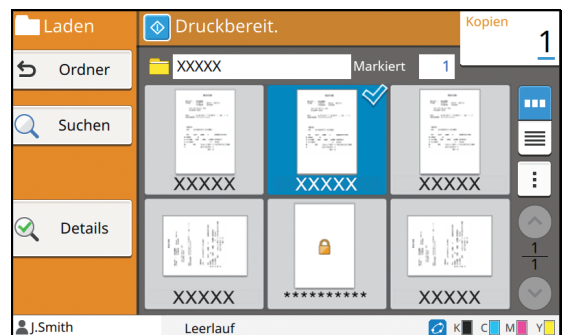 Laden
Druckbereit.
Kopien
1
Ordner
XXXXX
Markiert 1
Suchen
XXXXX XXXXX XXXXX
Details
1
1
XXXXX ********** XXXXX
J.Smith
Leerlauf
K C M Y